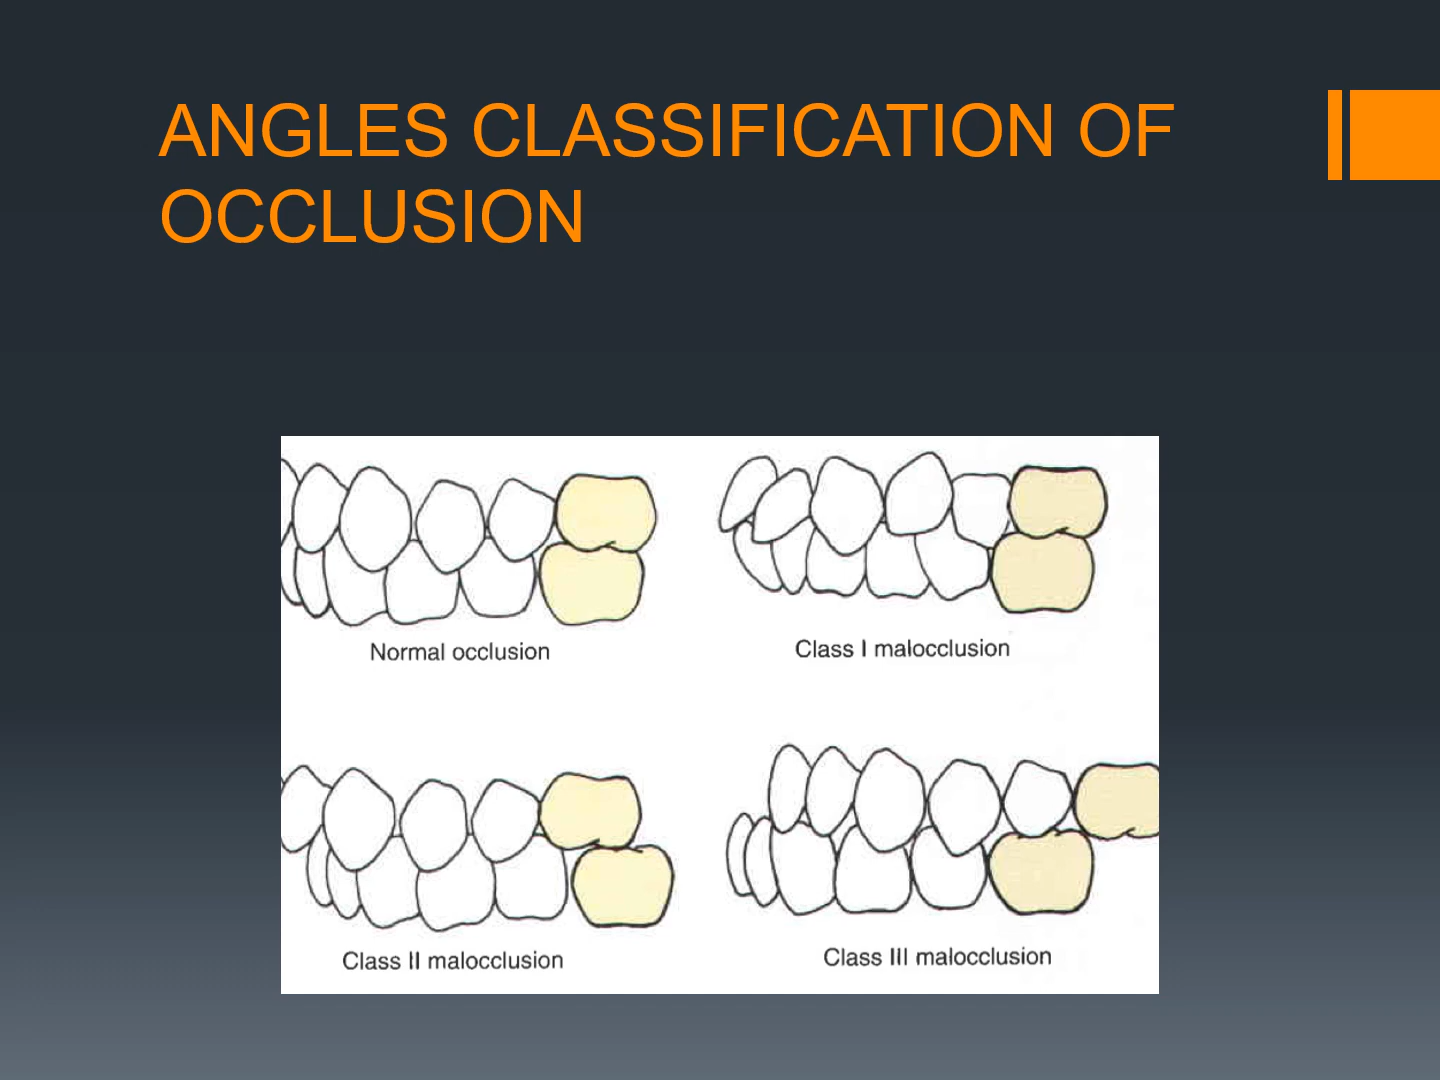 ANGLES CLASSIFICATION OF
OCCLUSION
Normal occlusion
Class I malocclusion
Class II malocclusion
Class III malocclusion